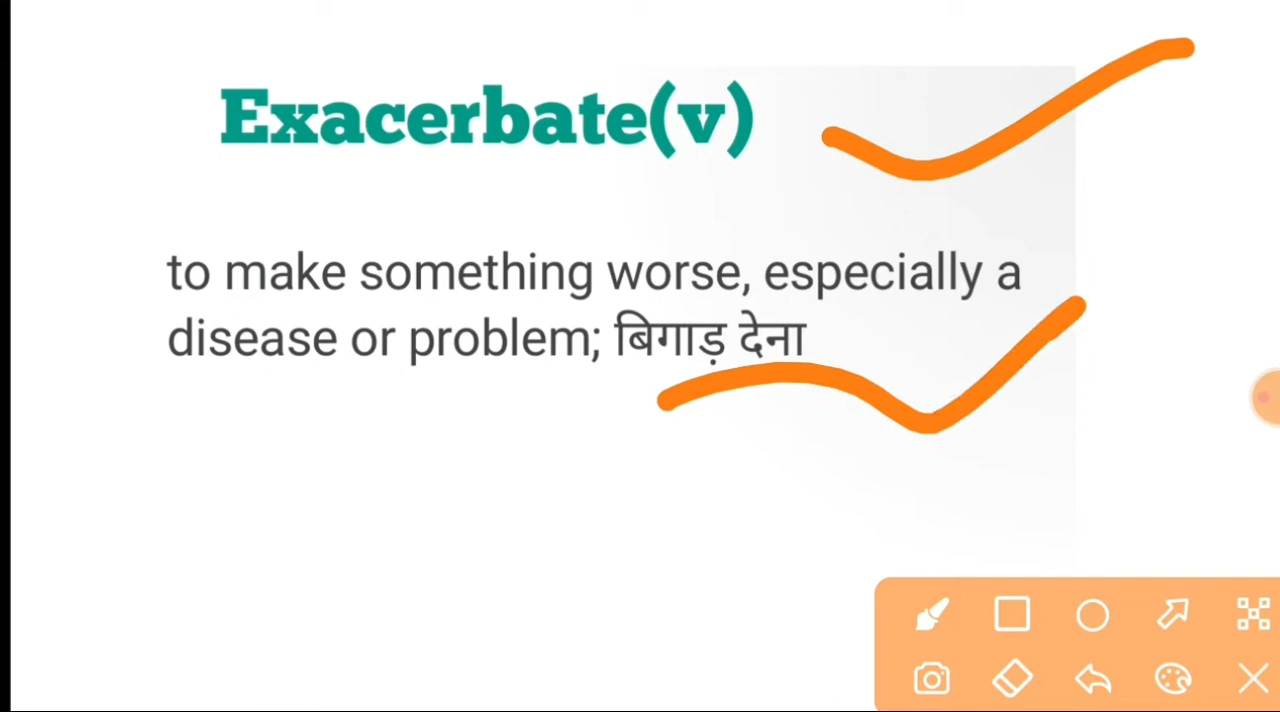 Exacerbate(v)
to make something worse, especially a
disease or problem; बिगाड़ देना